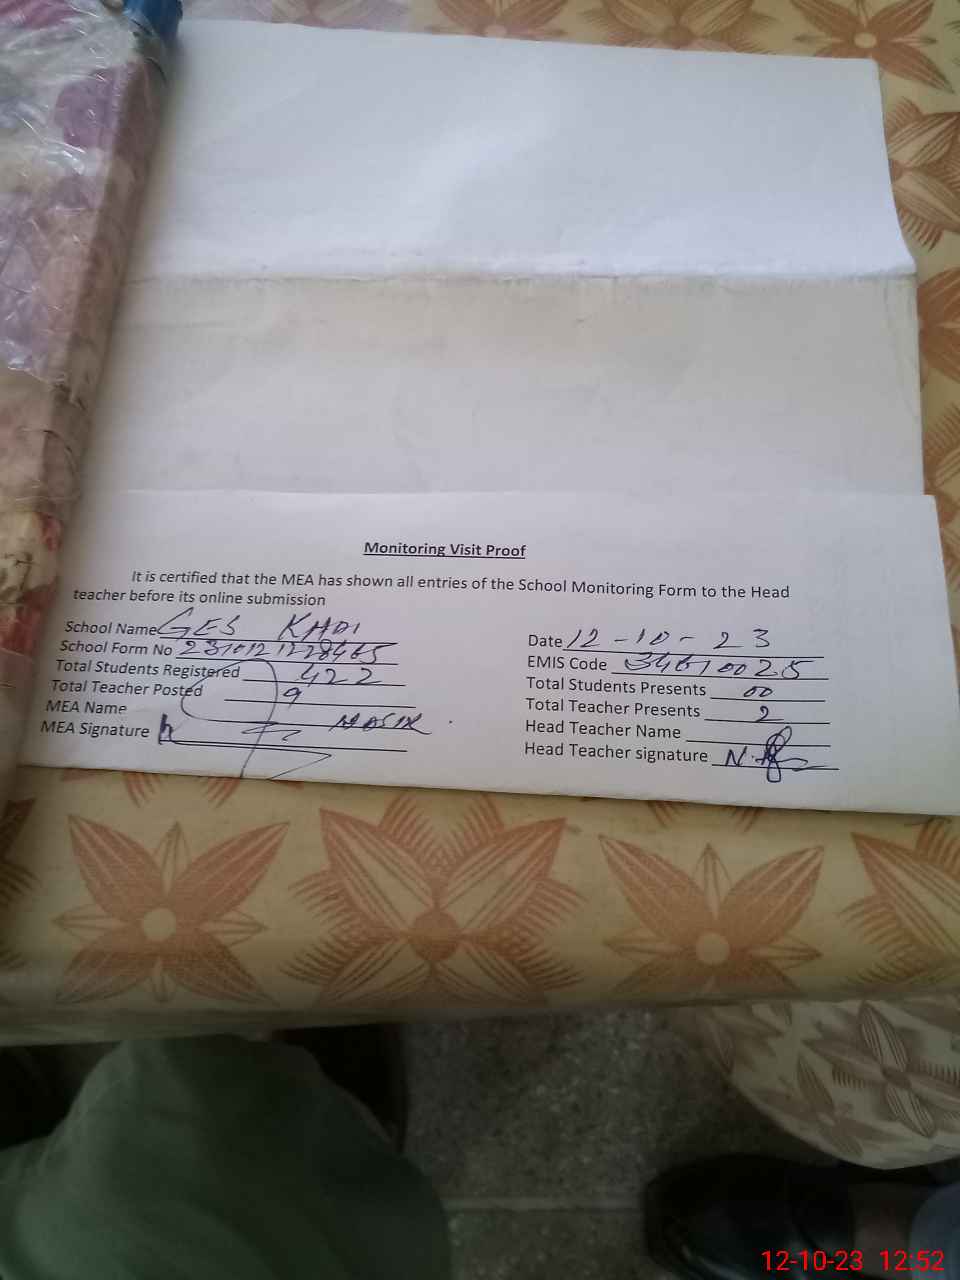 Monitoring Visit Proof
It is certified that the MEA has shown all entries of the School Monitoring Form to the Head
teacher before its online submission
School Name GES KHDI
School Form No
Total Students Registered 422
Total Teacher Posted 9
MEA Name NASIR
MEA Signature
Date 12-10-23
EMIS Code 34610025
Total Students Presents 00
Total Teacher Presents 2
Head Teacher Name
Head Teacher signature
12-10-23 12:52